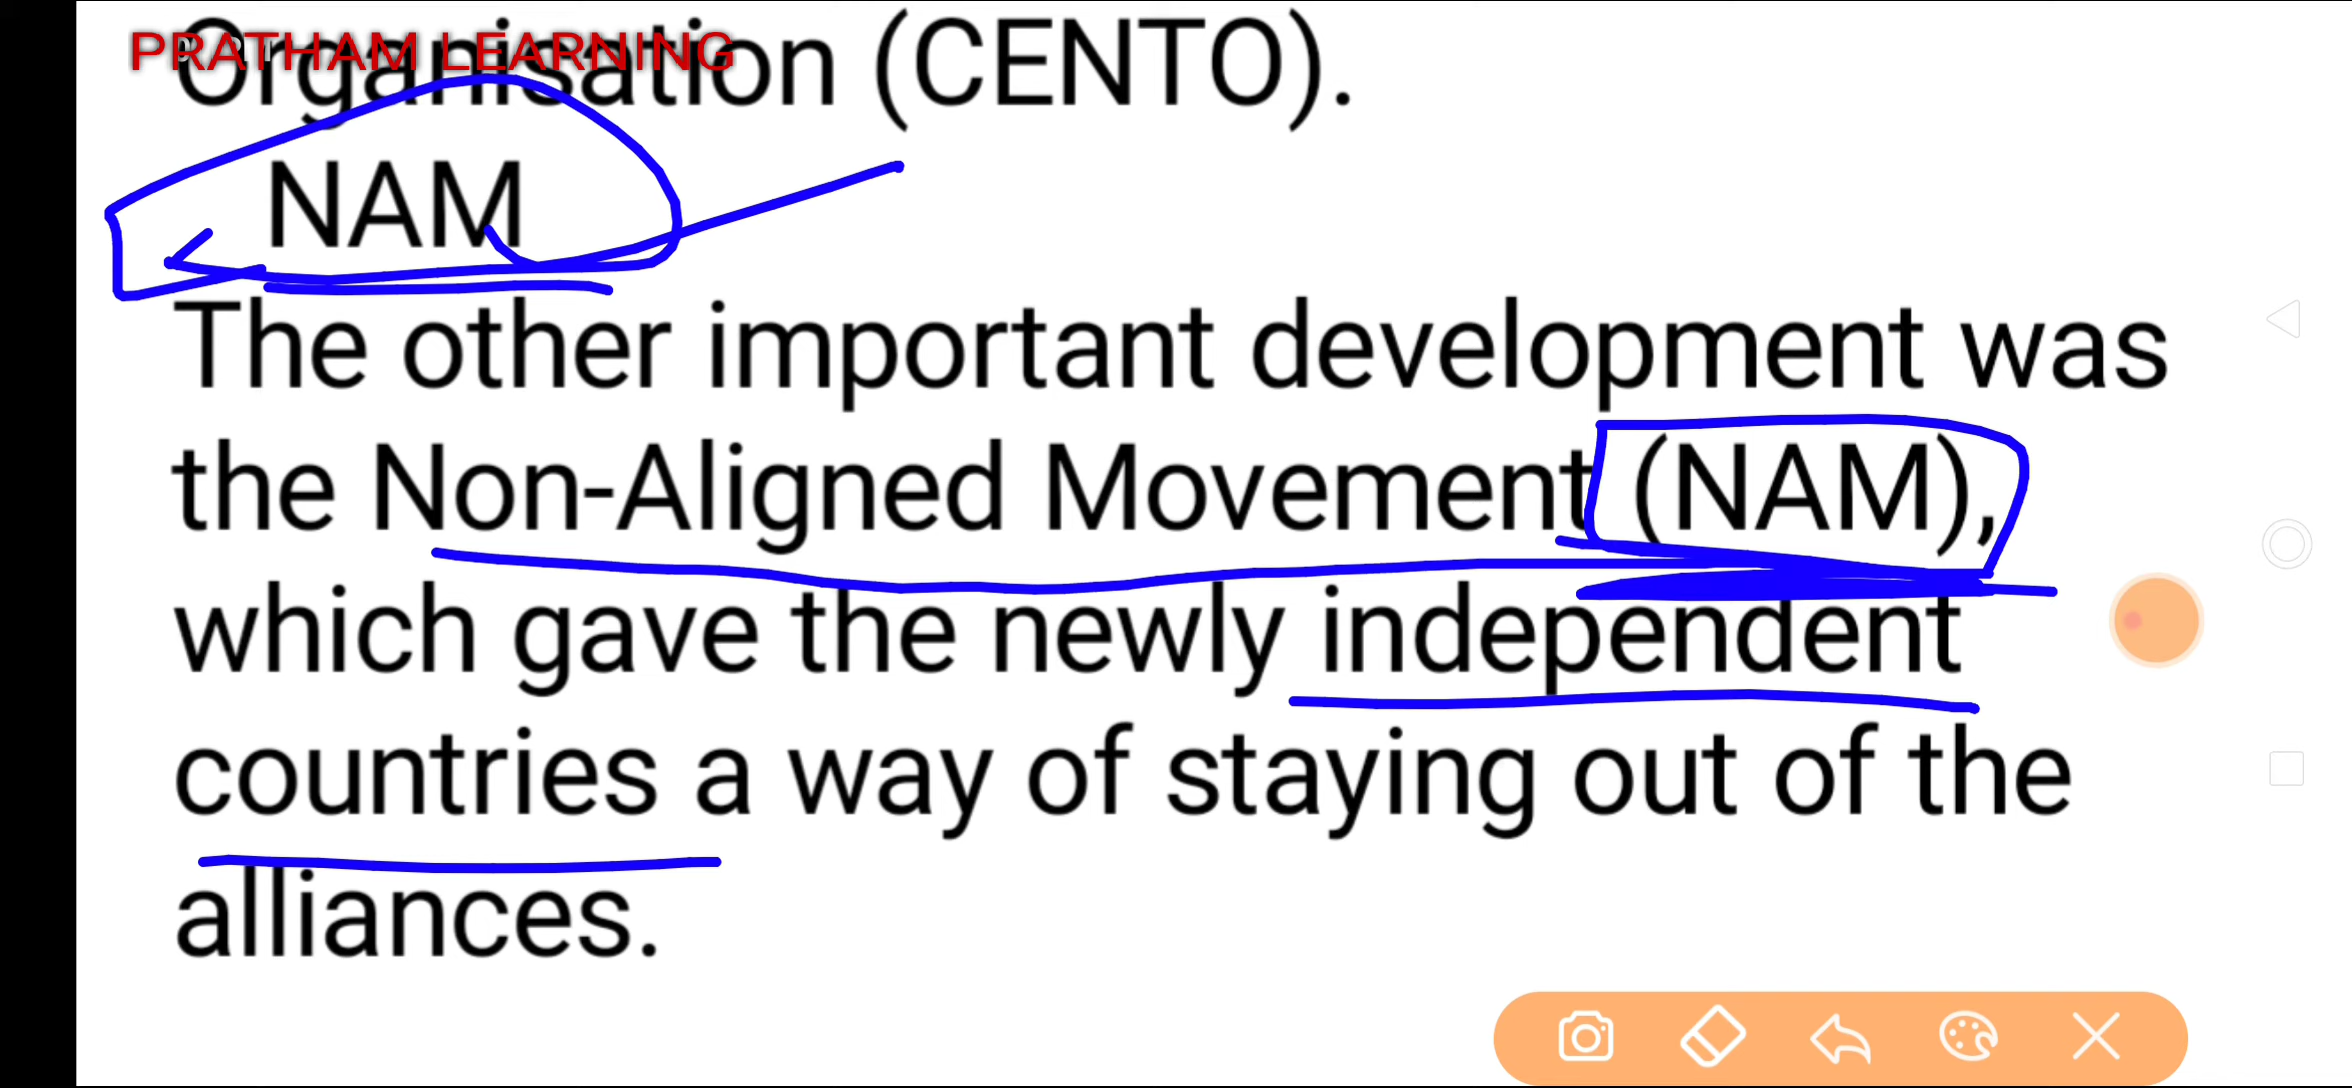 PRATHAM LEARNING
Organisation (CENTO).
NAM
The other important development was
the Non-Aligned Movement (NAM),
which gave the newly independent
countries a way of staying out of the
alliances.